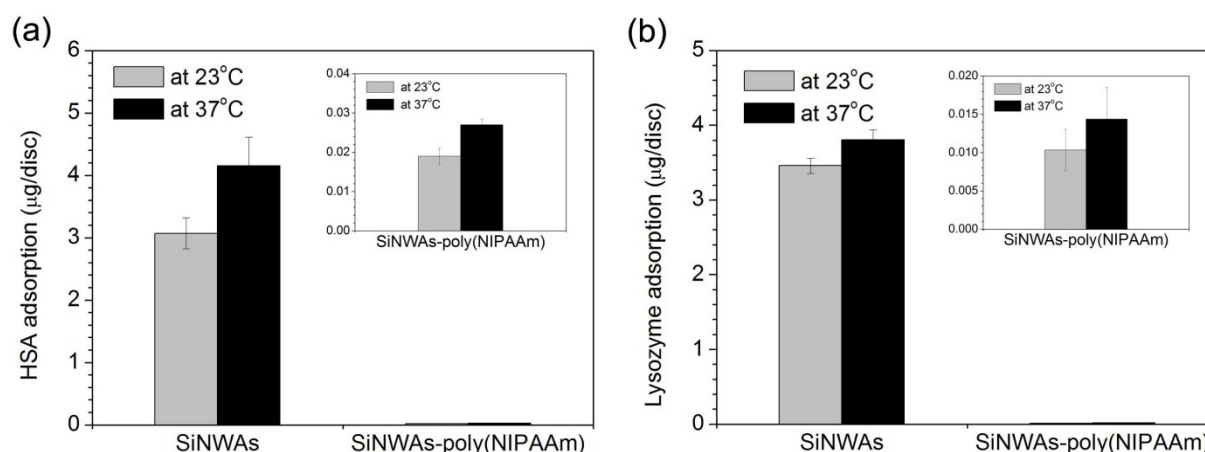 (a)
HSA adsorption (μg/disc)
6
5
4
3
2
1
0
at 23°C
at 37°C
0.04
0.03
0.02
0.01
0.00
at 23°C
at 37°C
SiNWAs-poly(NIPAAm)
SiNWAs
SiNWAs-poly(NIPAAm)
(b)
Lysozyme adsorption (μg/disc)
5
4
3
2
1
0
at 23°C
at 37°C
0.020
0.015
0.010
0.005
0.000
at 23°C
at 37°C
SiNWAs-poly(NIPAAm)
SiNWAs
SiNWAs-poly(NIPAAm)